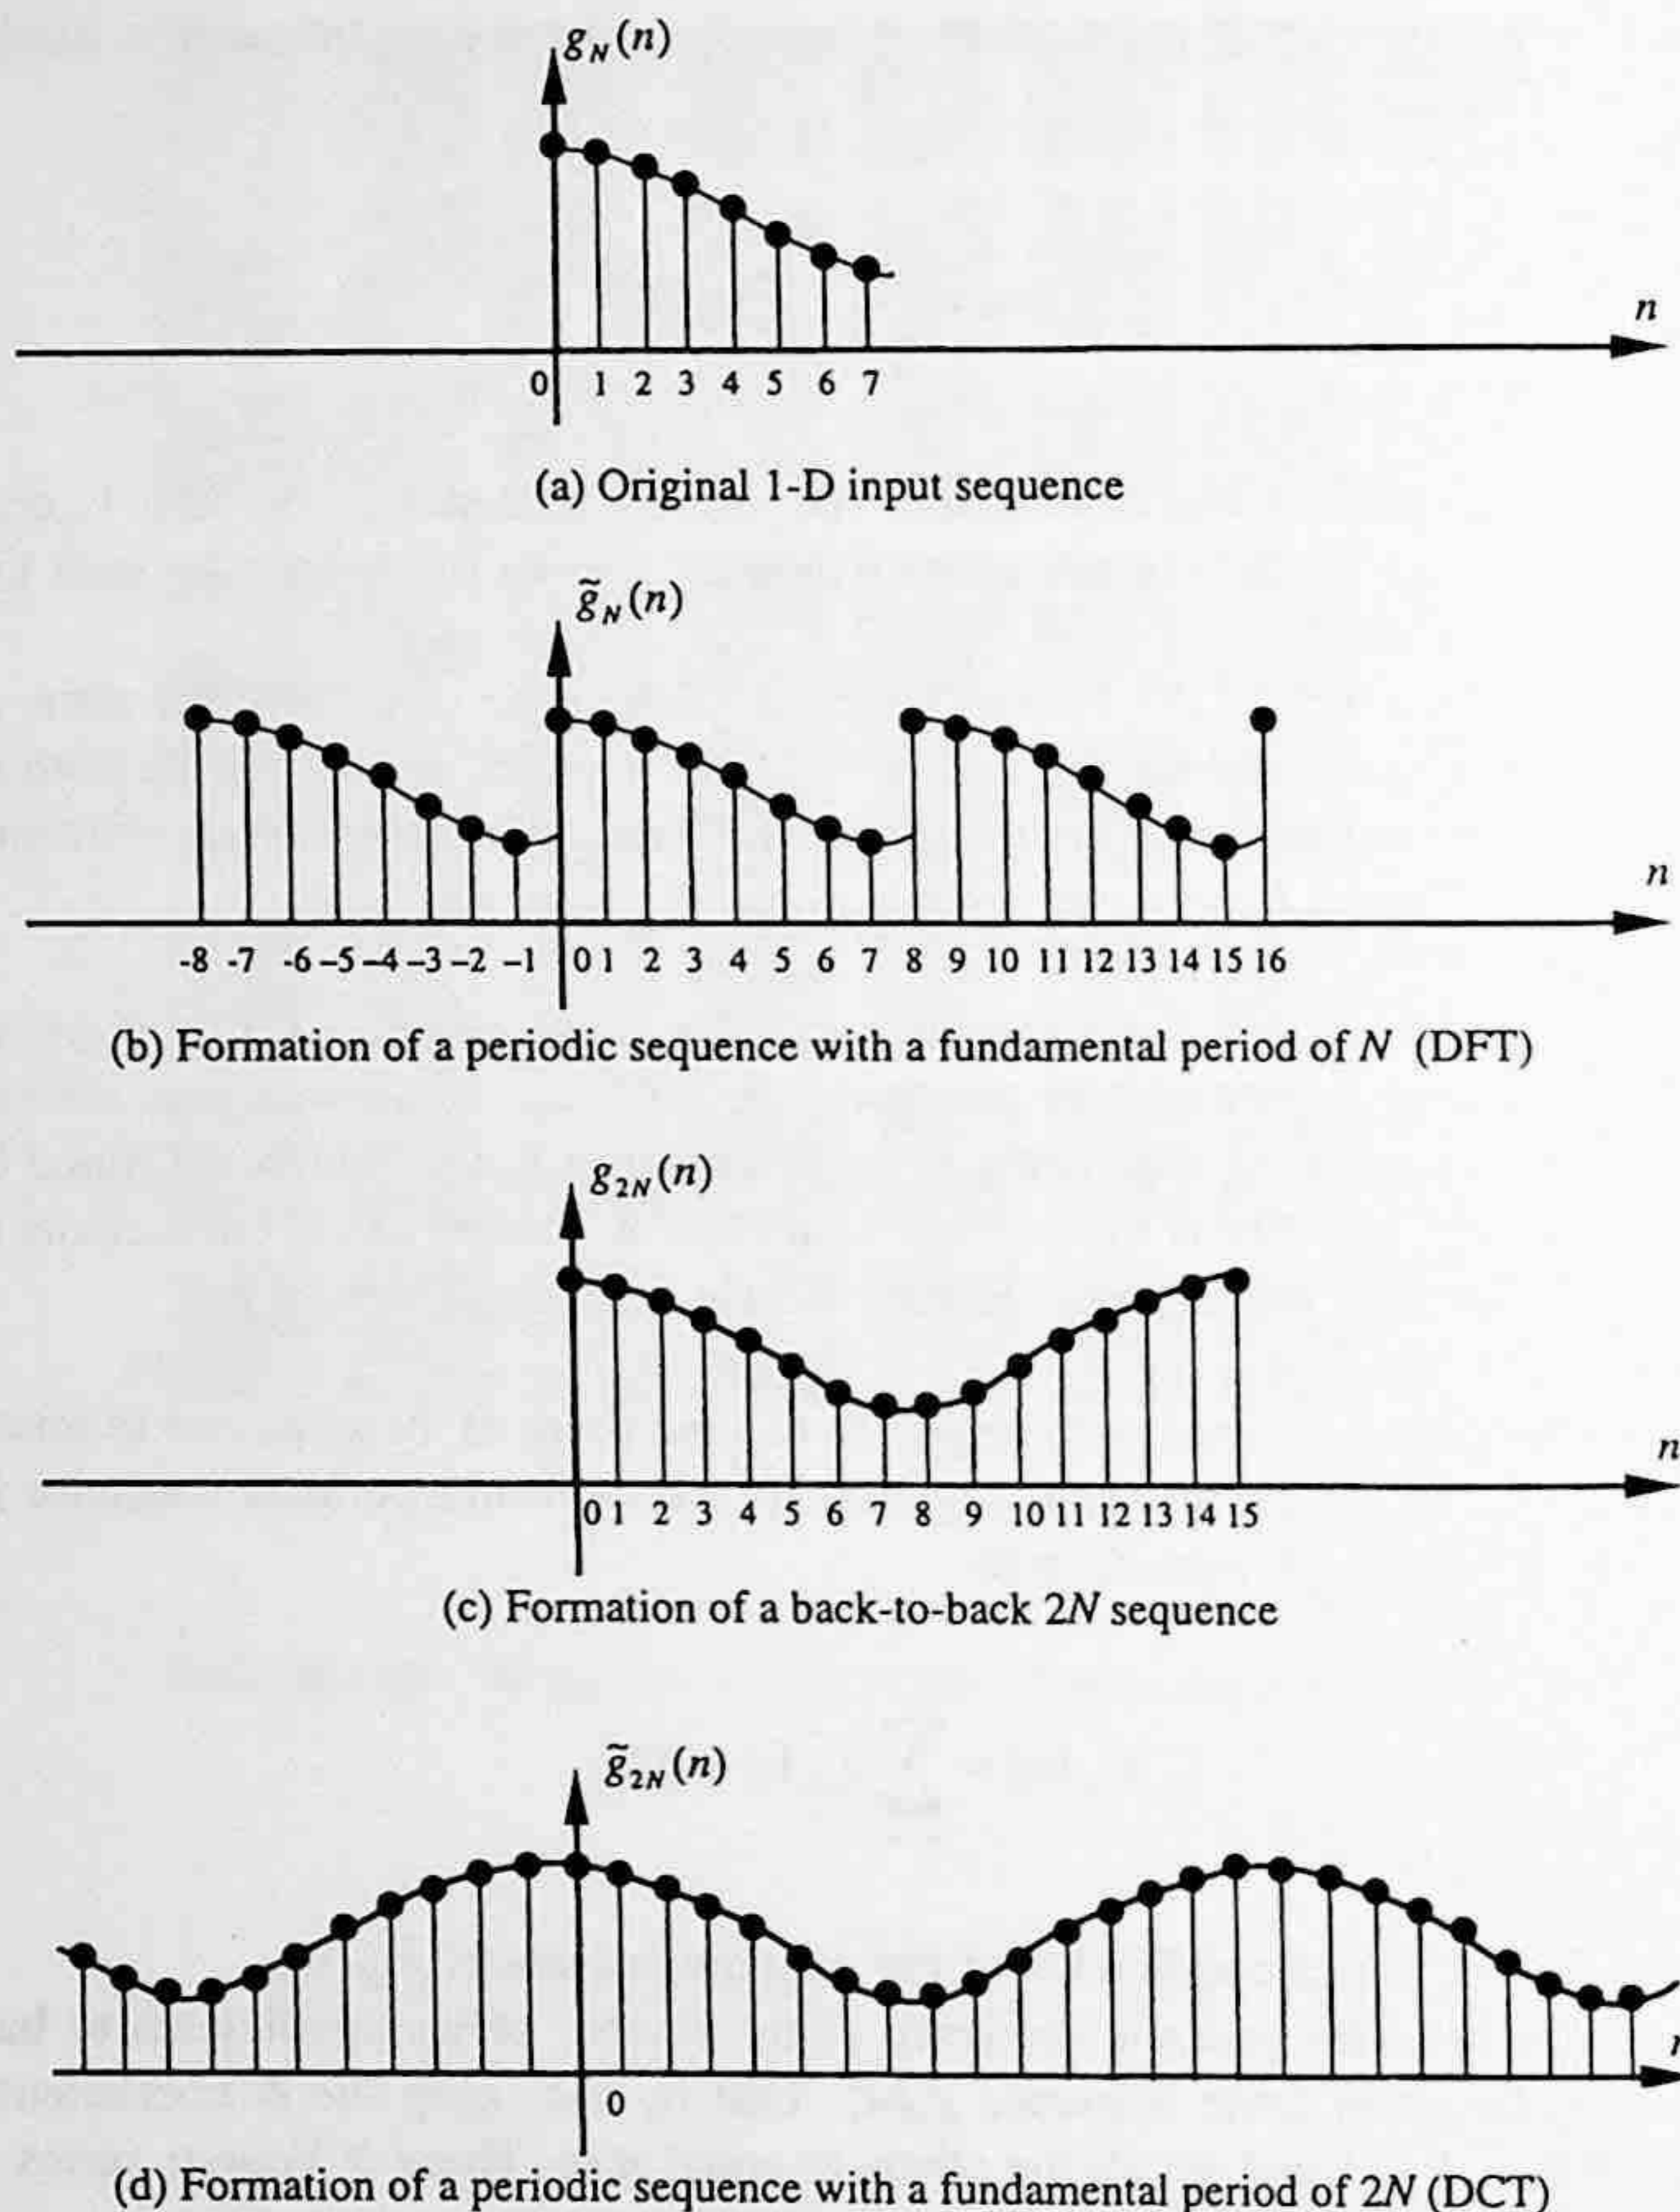 g_N(n)
n
0 1 2 3 4 5 6 7
(a) Original 1-D input sequence
g̃_N(n)
n
-8 -7 -6 –5 –4 –3 –2 –1 0 1 2 3 4 5 6 7 8 9 10 11 12 13 14 15 16
(b) Formation of a periodic sequence with a fundamental period of N (DFT)
g_2N(n)
n
0 1 2 3 4 5 6 7 8 9 10 11 12 13 14 15
(c) Formation of a back-to-back 2N sequence
g̃_2N(n)
0
(d) Formation of a periodic sequence with a fundamental period of 2N (DCT)